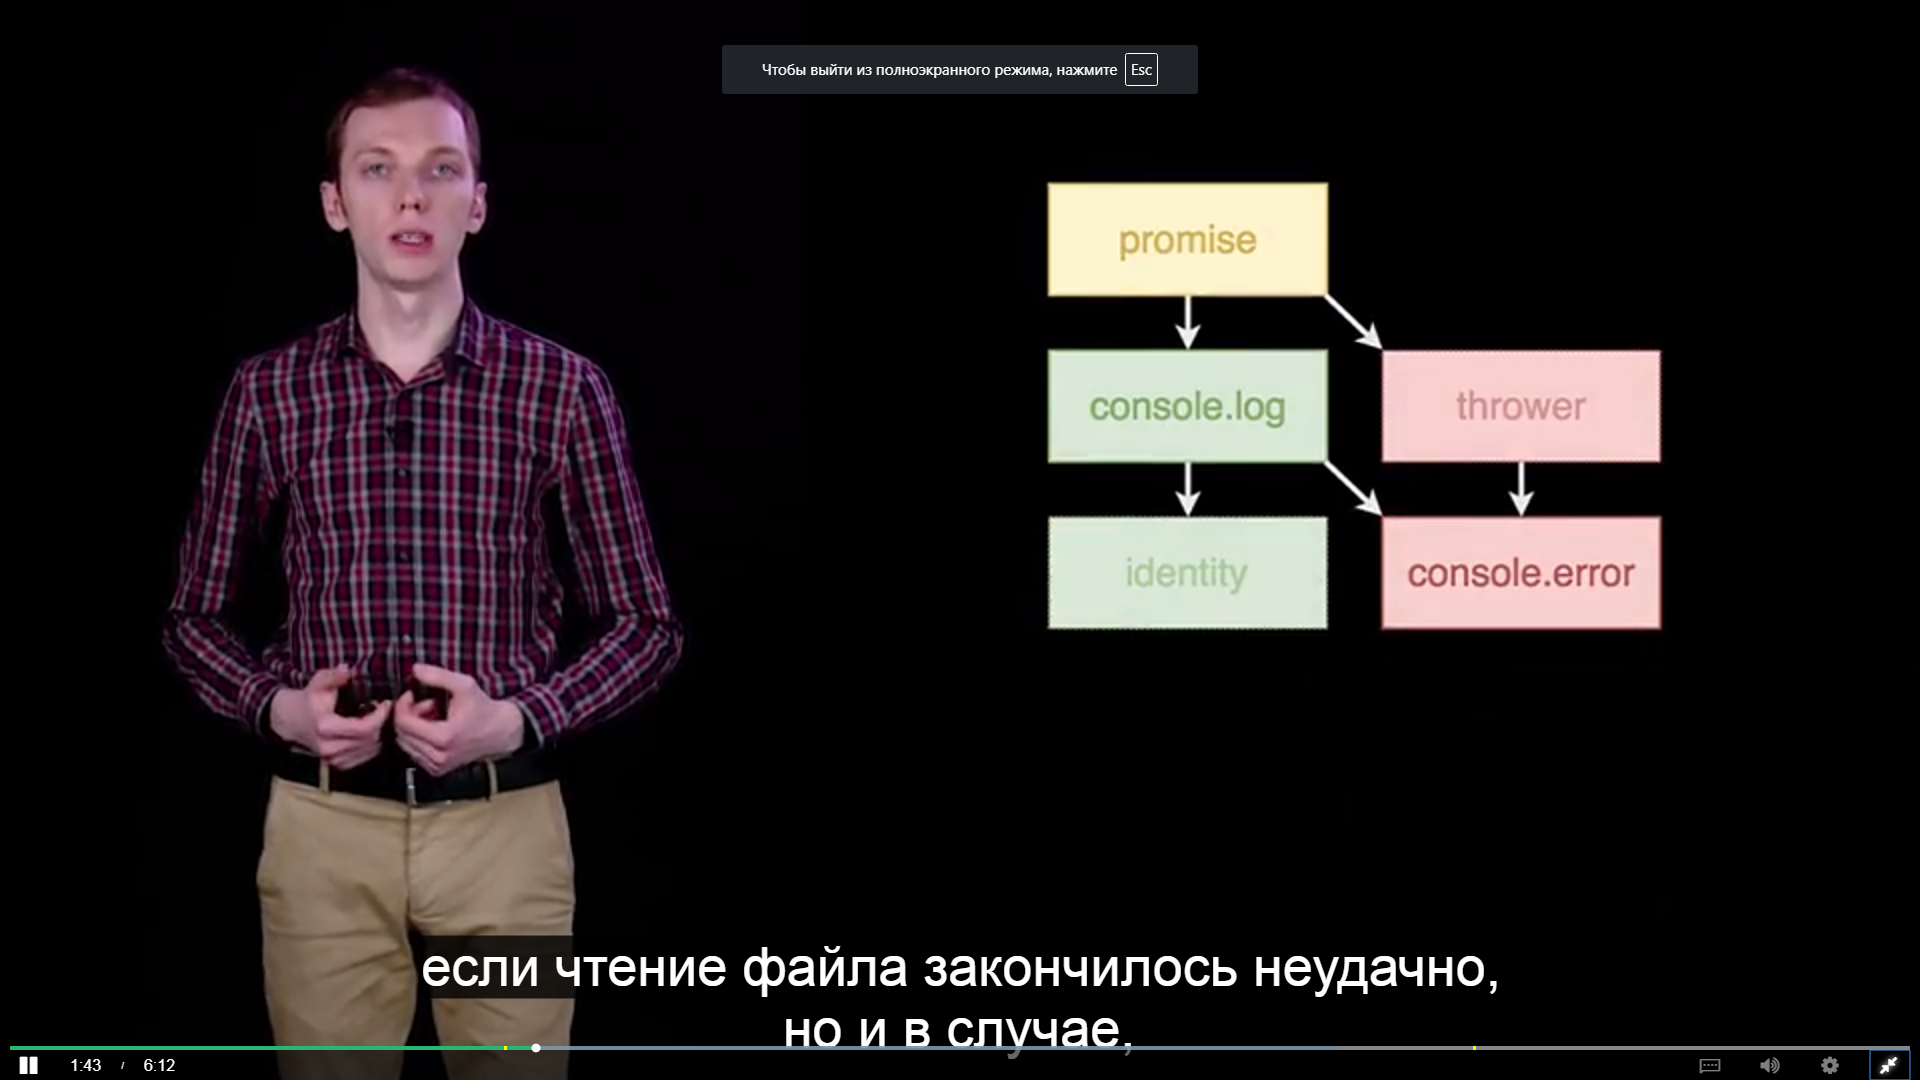 Чтобы выйти из полноэкранного режима, нажмите Esc
promise
console.log
thrower
identity
console.error
если чтение файла закончилось неудачно,
но и в случае,
1:43 / 6:12